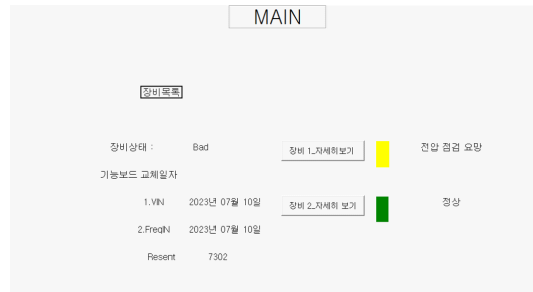 MAIN
장비목록
장비상태 : Bad 장비 1_자세히보기 전압 점검 요망
기능보드 교체일자
1.VIN 2023년 07월 10일 장비 2_자세히 보기 정상
2.FreqIN 2023년 07월 10일
Resent 7302